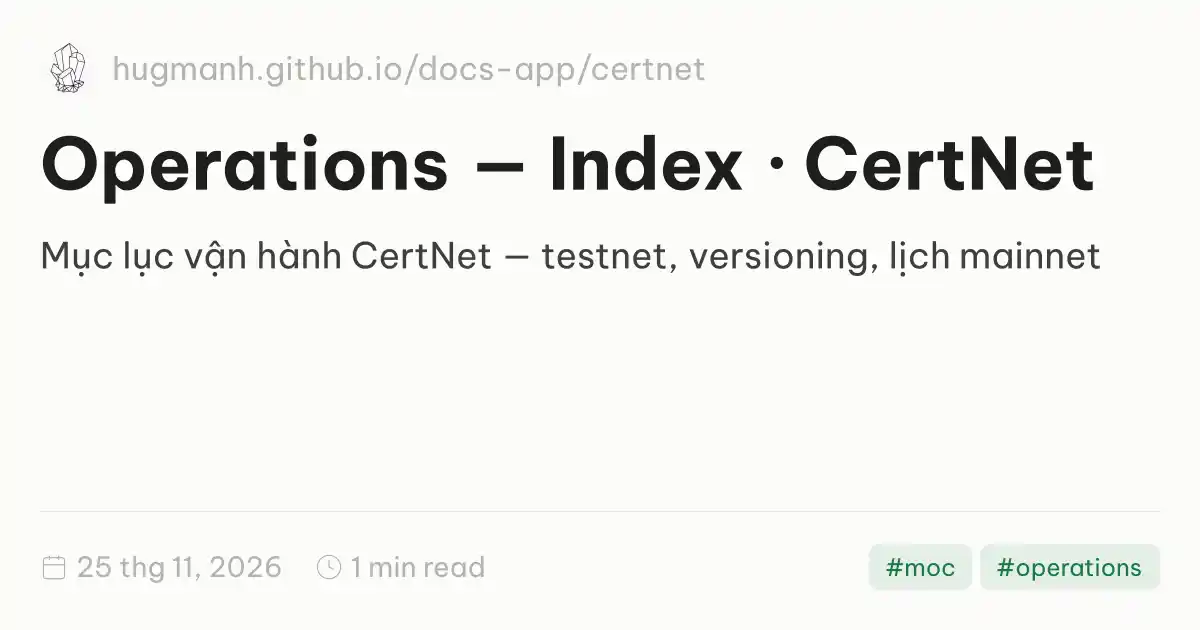 hugmanh.github.io/docs-app/certnet
Operations — Index · CertNet
Mục lục vận hành CertNet — testnet, versioning, lịch mainnet
25 thg 11, 2026 1 min read #moc #operations